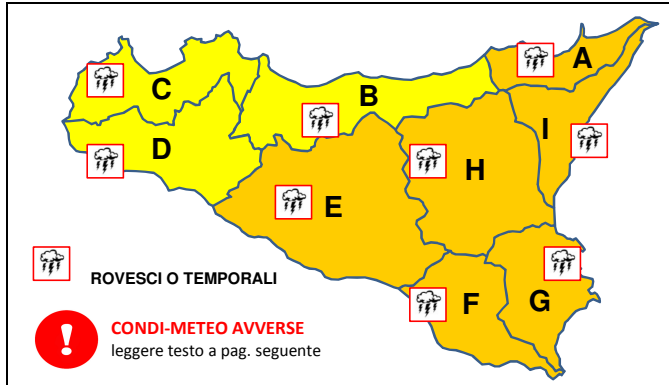 A
C
B
I
D
H
E
F
G
ROVESCI O TEMPORALI
CONDI-METEO AVVERSE
leggere testo a pag. seguente